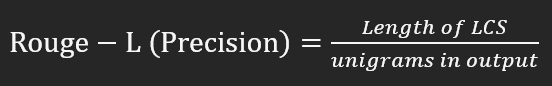 Rouge − L (Precision) = Length of LCS / unigrams in output